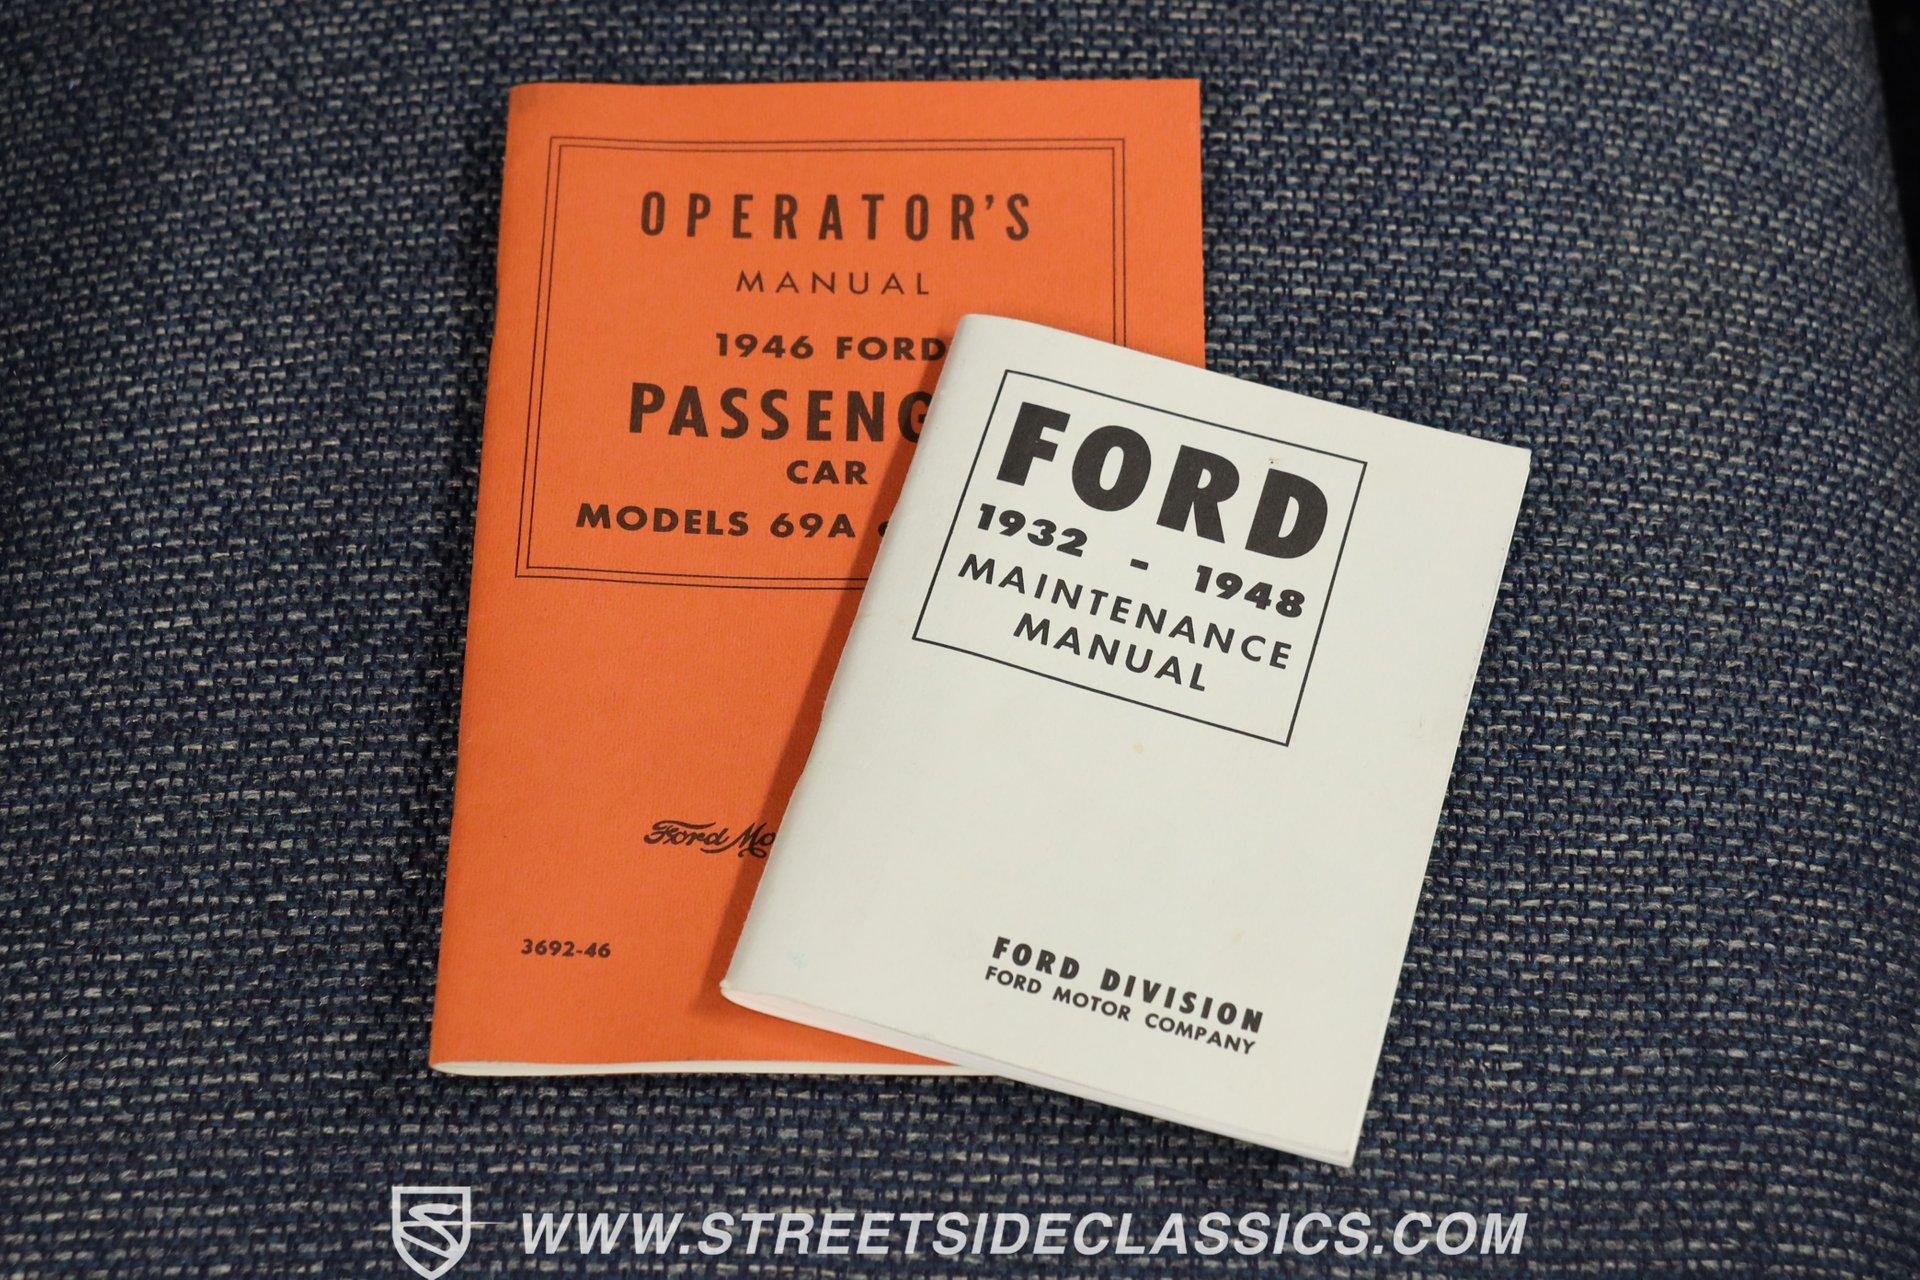 OPERATOR'S
MANUAL
1946 FORD
CAR
MODELS 69A
3692-46
FORD
1932 - 1948
MAINTENANCE
MANUAL
FORD DIVISION
FORD MOTOR COMPANY
WWW.STREETSIDECLASSICS.COM